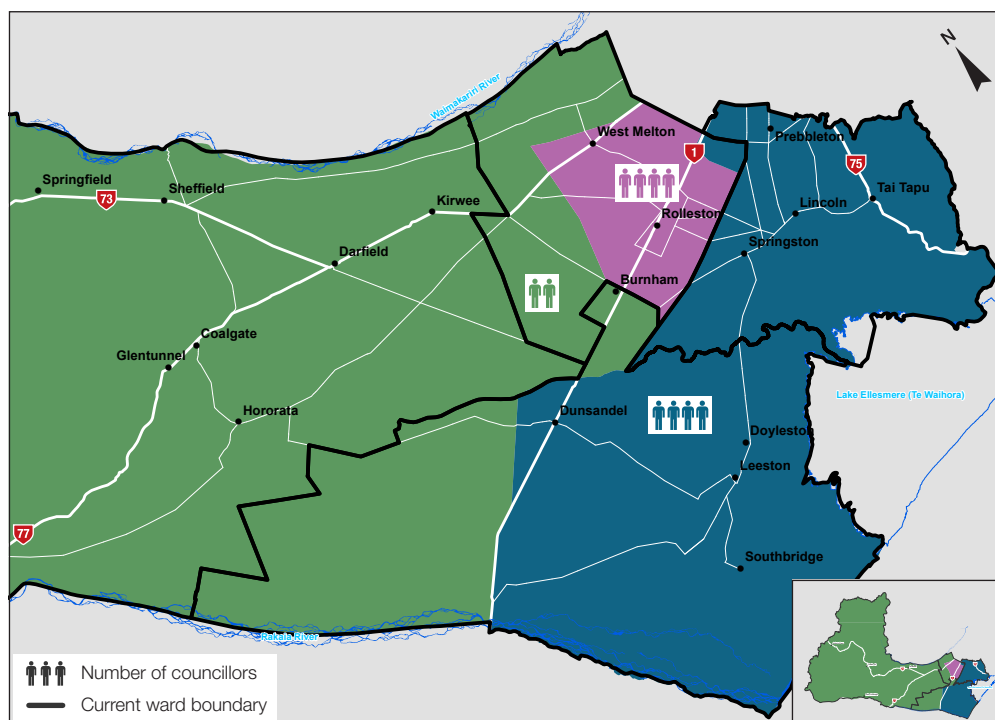 N
Waimakariri River
West Melton
Prebbleton
1
75
Springfield
73
Sheffield
Tai Tapu
Kirwee
Rolleston
Lincoln
Darfield
Springston
Burnham
Coalgate
Glentunnel
Lake Ellesmere (Te Waihora)
Hororata
Dunsandel
Doyleston
Leeston
77
Southbridge
Rakaia River
Number of councillors
Current ward boundary